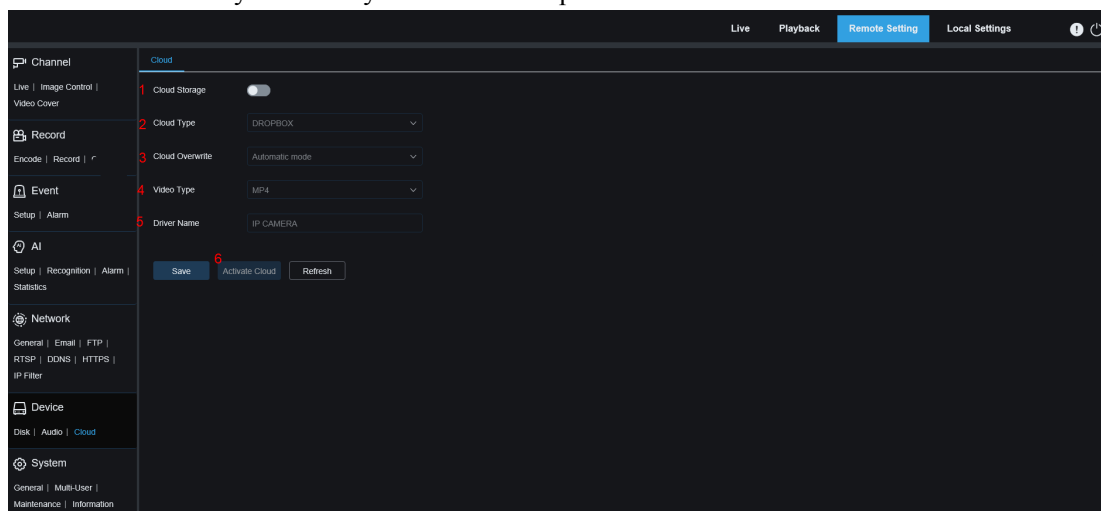 Live Playback Remote Setting Local Settings
Channel
Live | Image Control |
Video Cover
Record
Encode | Record |
Event
Setup | Alarm
AI
Setup | Recognition | Alarm |
Statistics
Network
General | Email | FTP |
RTSP | DDNS | HTTPS |
IP Filter
Device
Disk | Audio | Cloud
System
General | Multi-User |
Maintenance | Information
Cloud
1 Cloud Storage
2 Cloud Type DROPBOX
3 Cloud Overwrite Automatic mode
4 Video Type MP4
5 Driver Name IP CAMERA
6
Save Activate Cloud Refresh